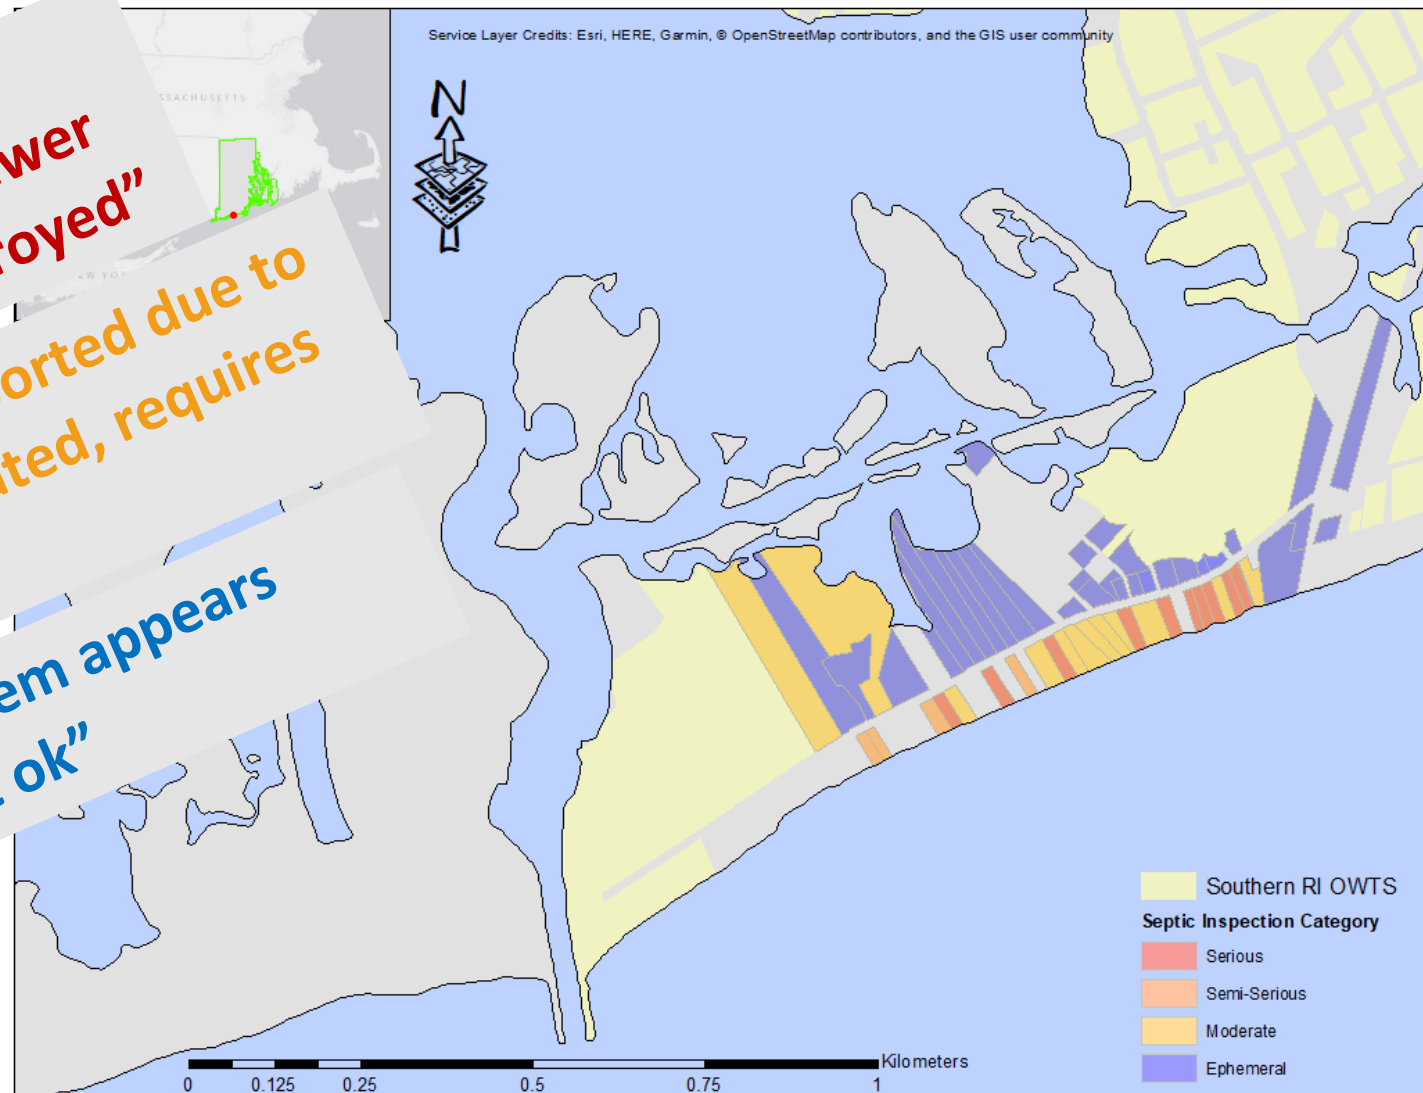 Service Layer Credits: Esri, HERE, Garmin, © OpenStreetMap contributors, and the GIS user community
N
SSACHUSETTS
wer
royed”
orted due to
ted, requires
em appears
ok”
Southern RI OWTS
Septic Inspection Category
Serious
Semi-Serious
Moderate
Ephemeral
Kilometers
0 0.125 0.25 0.5 0.75 1